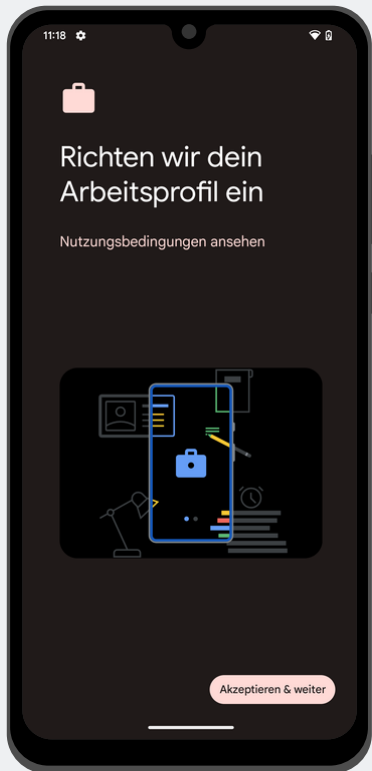 11:18
Richten wir dein
Arbeitsprofil ein
Nutzungsbedingungen ansehen
Akzeptieren & weiter